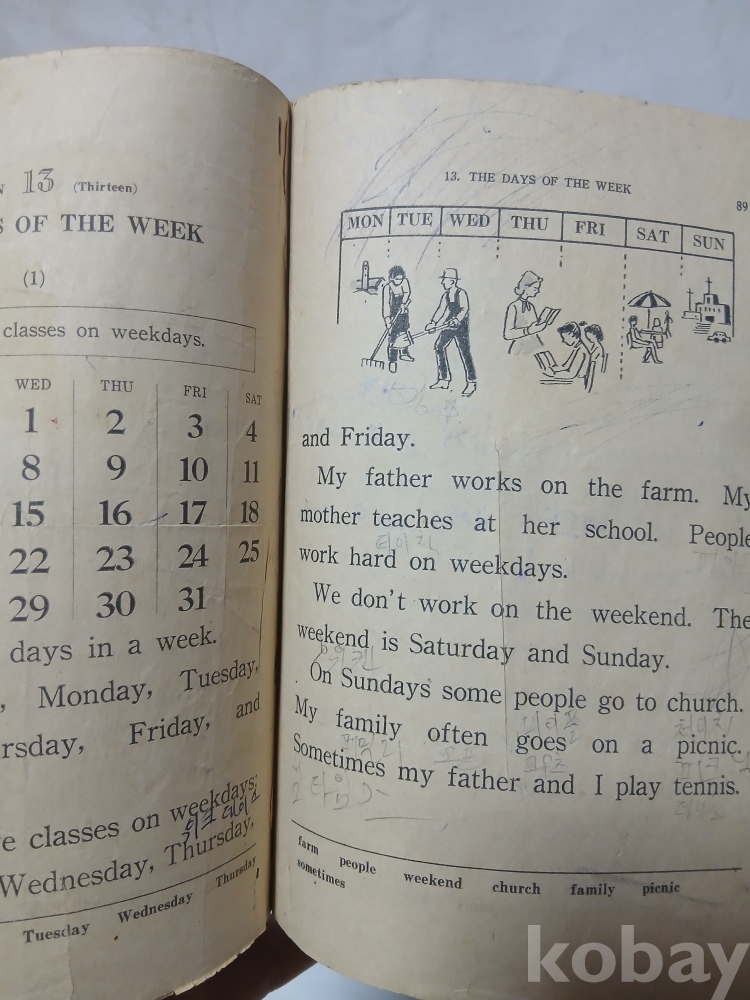 13 (Thirteen)
OF THE WEEK
(1)
classes on weekdays.
WED THU FRI SAT
1 2 3 4
8 9 10 11
15 16 17 18
22 23 24 25
29 30 31
days in a week.
Monday, Tuesday,
Friday, and
classes on weekdays:
위크데이즈
Wednesday, Thursday,
Tuesday Wednesday Thursday
13. THE DAYS OF THE WEEK
89
MON TUE WED THU FRI SAT SUN
and Friday.
My father works on the farm. My
mother teaches at her school. People
work hard on weekdays.
We don't work on the weekend. The
weekend is Saturday and Sunday.
On Sundays some people go to church.
My family often goes on a picnic.
Sometimes my father and I play tennis.
farm people weekend church family picnic
sometimes
kobay